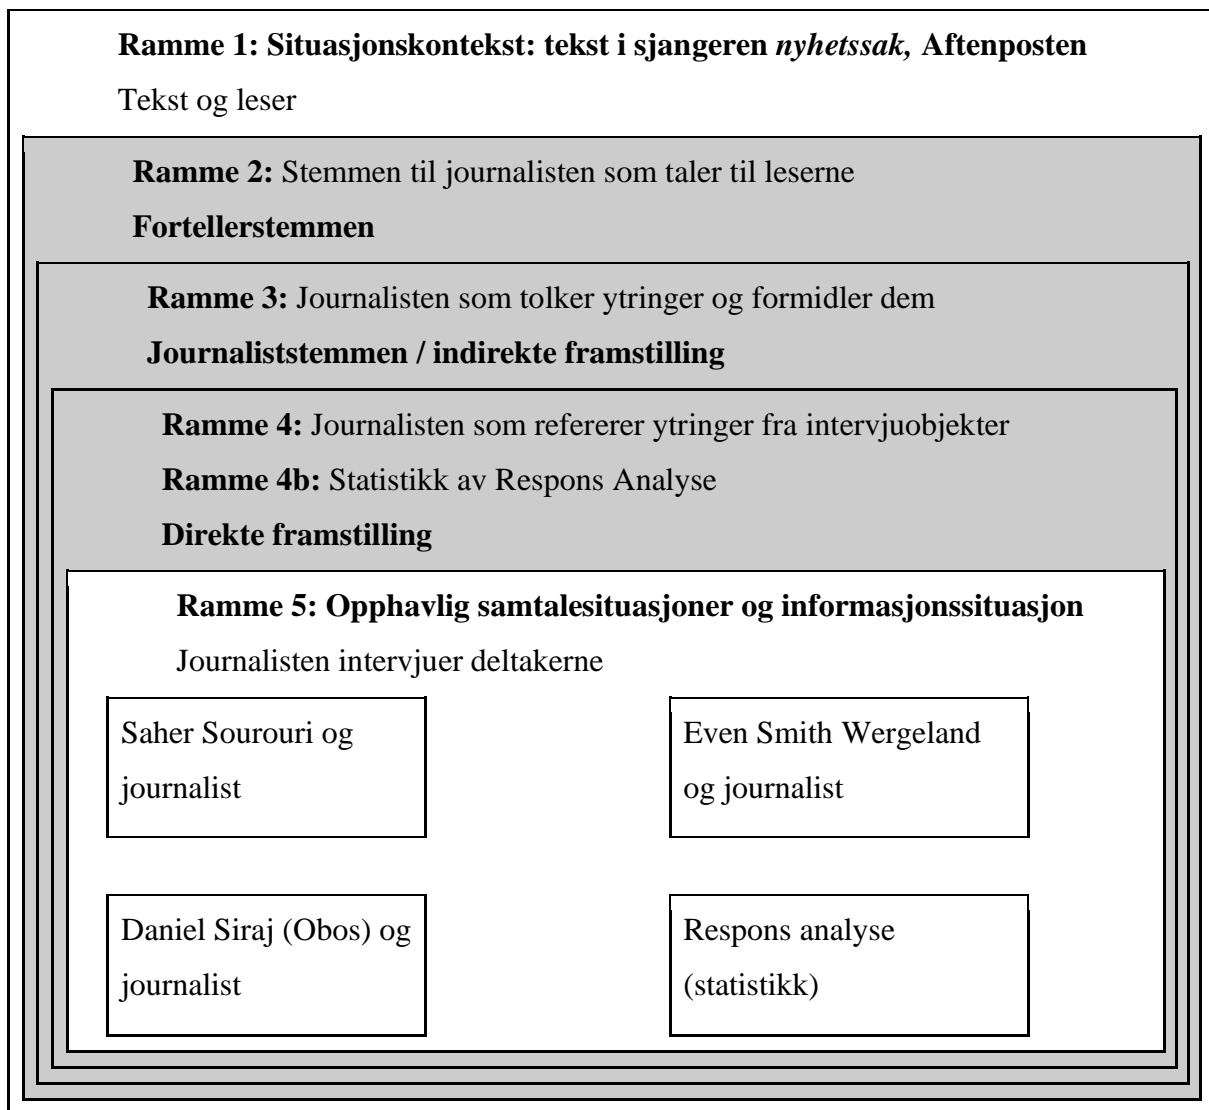 Ramme 1: Situasjonskontekst: tekst i sjangeren nyhetssak, Aftenposten
Tekst og leser
Ramme 2: Stemmen til journalisten som taler til leserne
Fortellerstemmen
Ramme 3: Journalisten som tolker ytringer og formidler dem
Journaliststemmen / indirekte framstilling
Ramme 4: Journalisten som refererer ytringer fra intervjuobjekter
Ramme 4b: Statistikk av Respons Analyse
Direkte framstilling
Ramme 5: Opphavlig samtalesituasjoner og informasjonssituasjon
Journalisten intervjuer deltakerne
Saher Sourouri og
journalist
Even Smith Wergeland
og journalist
Daniel Siraj (Obos) og
journalist
Respons analyse
(statistikk)